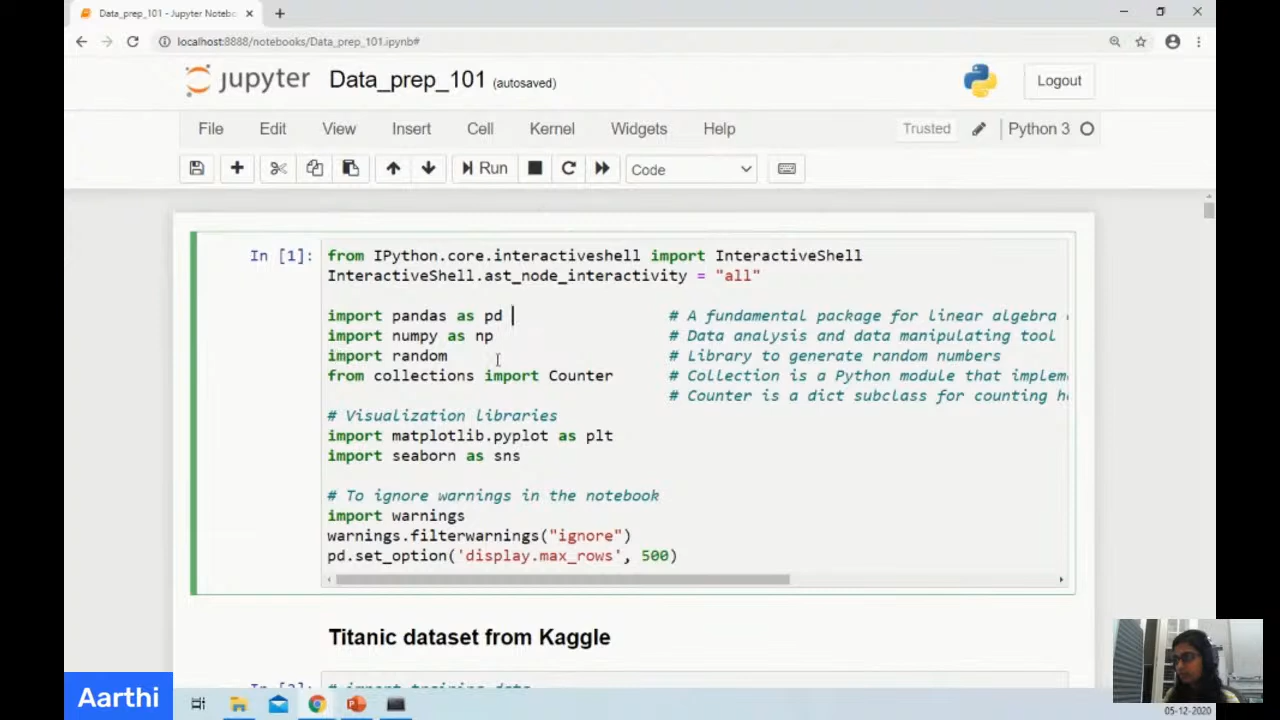 Data_prep_101 - Jupyter Noteb
localhost:8888/notebooks/Data_prep_101.ipynb#
jupyter Data_prep_101 (autosaved) Logout
File Edit View Insert Cell Kernel Widgets Help Trusted Python 3
Run Code
In [1]: from IPython.core.interactiveshell import InteractiveShell
InteractiveShell.ast_node_interactivity = "all"
import pandas as pd # A fundamental package for linear algebra
import numpy as np # Data analysis and data manipulating tool
import random # Library to generate random numbers
from collections import Counter # Collection is a Python module that implem
# Counter is a dict subclass for counting h
# Visualization libraries
import matplotlib.pyplot as plt
import seaborn as sns
# To ignore warnings in the notebook
import warnings
warnings.filterwarnings("ignore")
pd.set_option('display.max_rows', 500)
Titanic dataset from Kaggle
In [2]: # import training data
Aarthi
05-12-2020